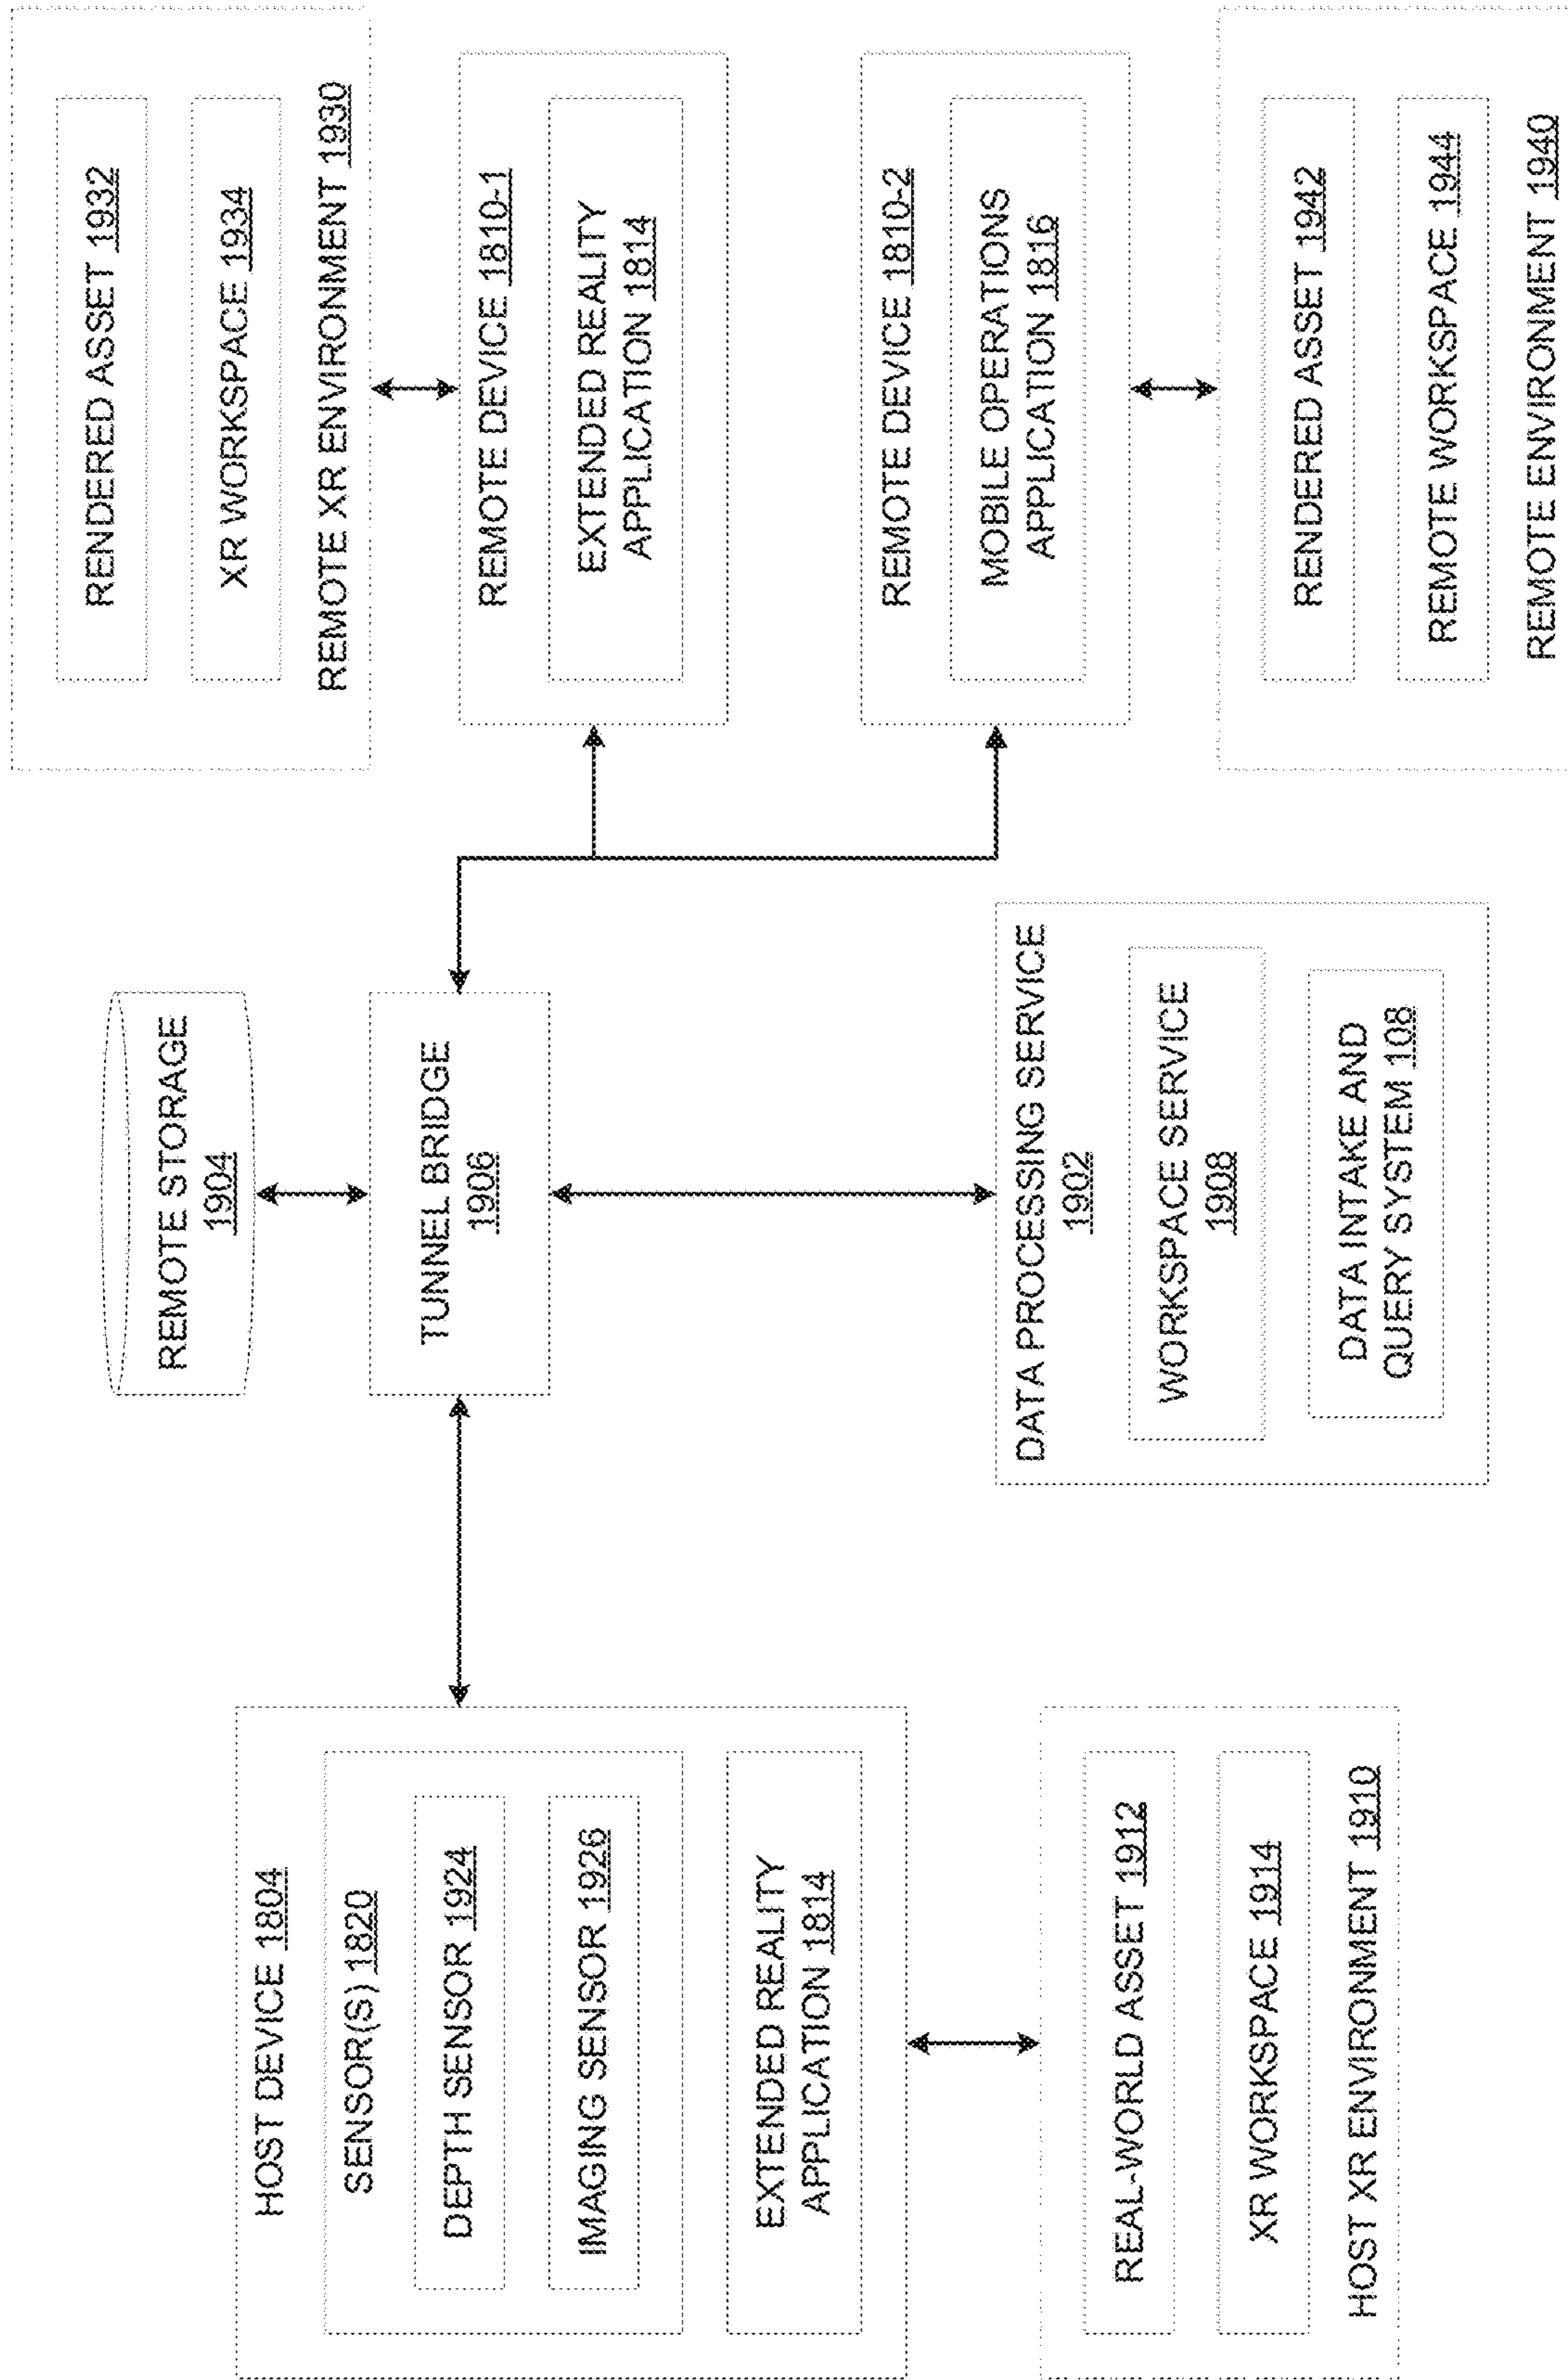 HOST DEVICE 1804
SENSOR(S) 1820
DEPTH SENSOR 1924
IMAGING SENSOR 1926
EXTENDED REALITY
APPLICATION 1814
REAL-WORLD ASSET 1912
XR WORKSPACE 1914
HOST XR ENVIRONMENT 1910
REMOTE STORAGE
1904
TUNNEL BRIDGE
1906
DATA PROCESSING SERVICE
1902
WORKSPACE SERVICE
1908
DATA INTAKE AND
QUERY SYSTEM 108
RENDERED ASSET 1932
XR WORKSPACE 1934
REMOTE XR ENVIRONMENT 1930
REMOTE DEVICE 1810-1
EXTENDED REALITY
APPLICATION 1814
REMOTE DEVICE 1810-2
MOBILE OPERATIONS
APPLICATION 1816
RENDERED ASSET 1942
REMOTE WORKSPACE 1944
REMOTE ENVIRONMENT 1940